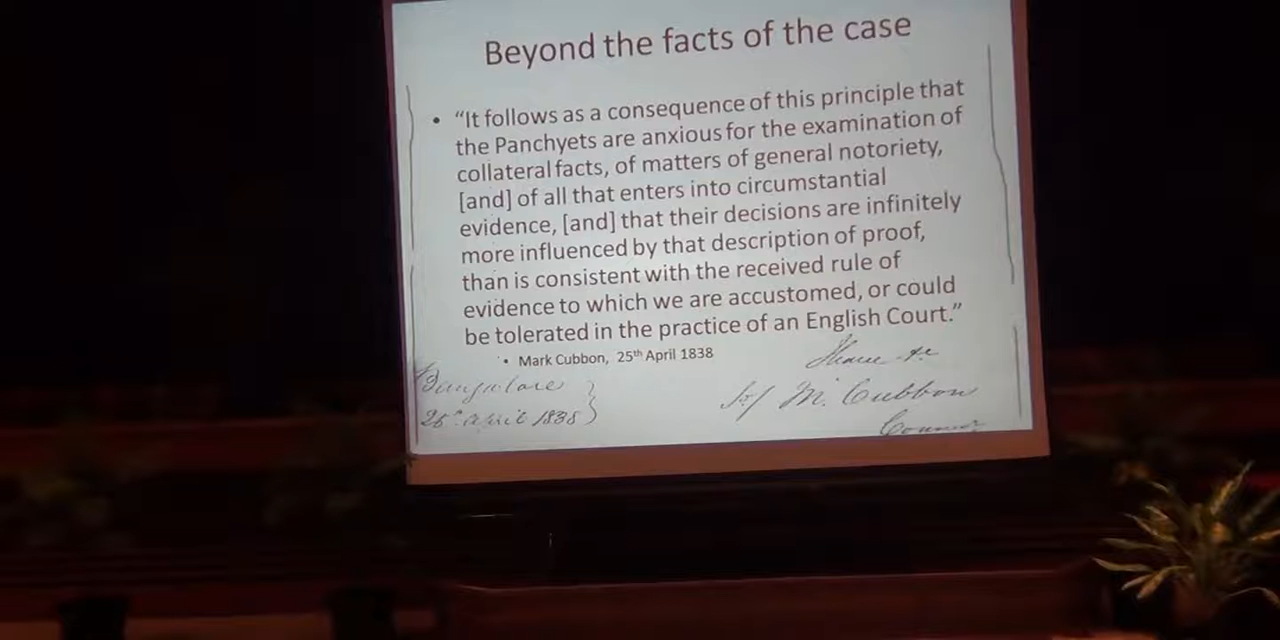 Beyond the facts of the case
• “It follows as a consequence of this principle that
the Panchyets are anxious for the examination of
collateral facts, of matters of general notoriety,
[and] of all that enters into circumstantial
evidence, [and] that their decisions are infinitely
more influenced by that description of proof,
than is consistent with the received rule of
evidence to which we are accustomed, or could
be tolerated in the practice of an English Court.”
• Mark Cubbon, 25th April 1838
Bangalore
25th April 1838
M. Cubbon